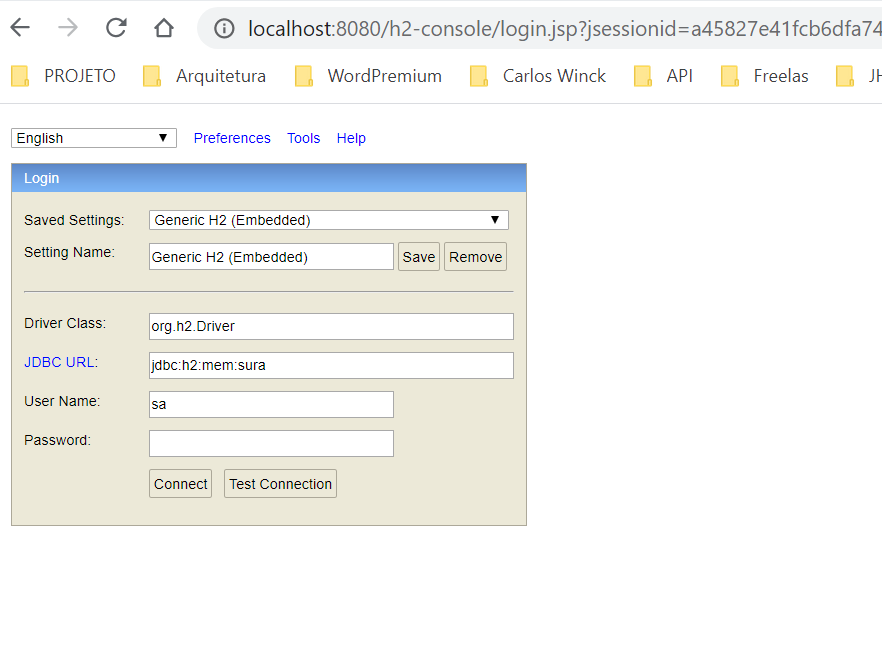 localhost:8080/h2-console/login.jsp?jsessionid=a45827e41fcb6dfa74
PROJETO Arquitetura WordPremium Carlos Winck API Freelas JH
English Preferences Tools Help
Login
Saved Settings: Generic H2 (Embedded)
Setting Name: Generic H2 (Embedded) Save Remove
Driver Class: org.h2.Driver
JDBC URL: jdbc:h2:mem:sura
User Name: sa
Password:
Connect Test Connection